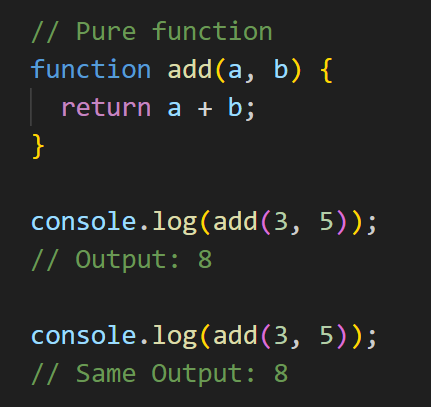 // Pure function
function add(a, b) {
  return a + b;
}
console.log(add(3, 5));
// Output: 8
console.log(add(3, 5));
// Same Output: 8